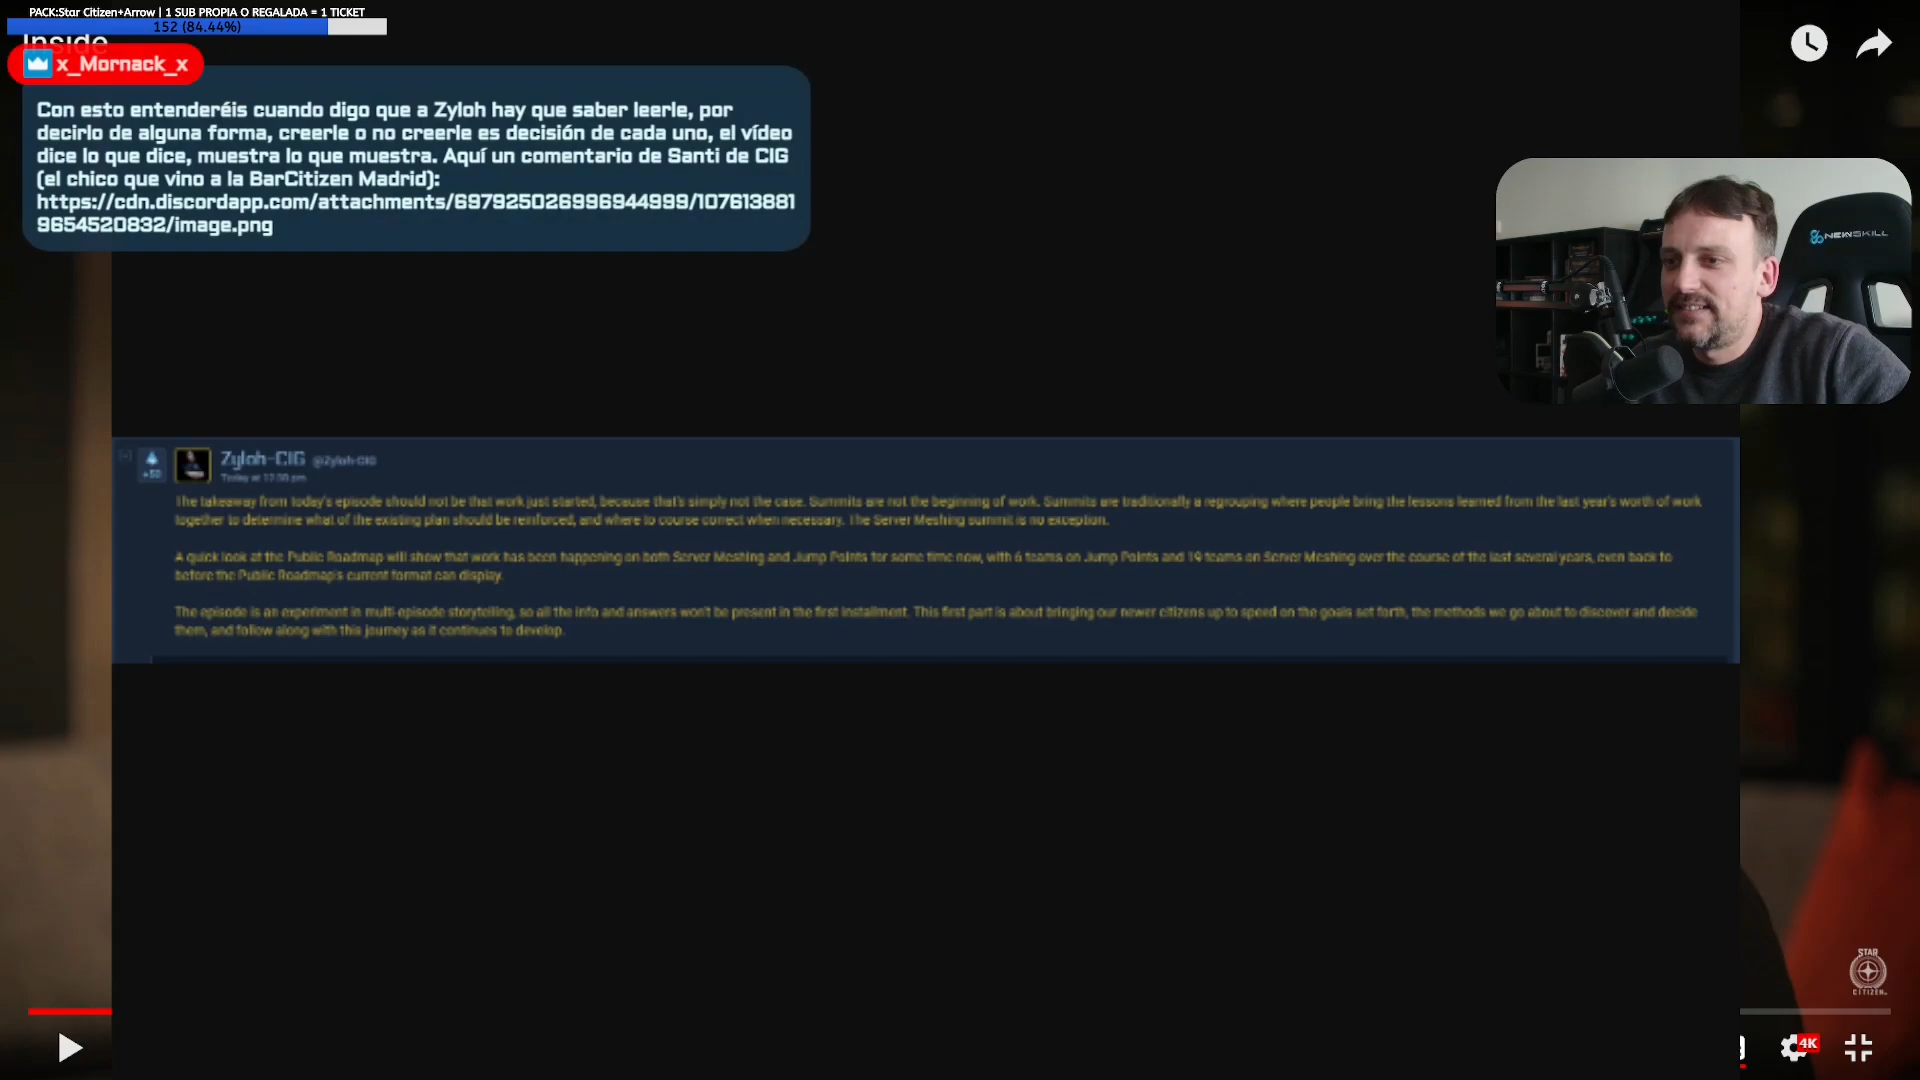 PACK:Star Citizen+Arrow | 1 SUB PROPIA O REGALADA = 1 TICKET
152 (84.44%)
Inside
x_Mornack_x
Con esto entenderéis cuando digo que a Zyloh hay que saber leerle, por
decirlo de alguna forma, creerle o no creerle es decisión de cada uno, el vídeo
dice lo que dice, muestra lo que muestra. Aquí un comentario de Santi de CIG
(el chico que vino a la BarCitizen Madrid):
https://cdn.discordapp.com/attachments/697925026996944999/107613881
9654520832/image.png
NEWSKILL
Zyloh-CIG @Zyloh-CIG
+50
Today at 12:00 pm
The takeaway from today's episode should not be that work just started, because that's simply not the case. Summits are not the beginning of work. Summits are traditionally a regrouping where people bring the lessons learned from the last year's worth of work
together to determine what of the existing plan should be reinforced, and where to course correct when necessary. The Server Meshing summit is no exception.
A quick look at the Public Roadmap will show that work has been happening on both Server Meshing and Jump Points for some time now, with 6 teams on Jump Points and 19 teams on Server Meshing over the course of the last several years, even back to
before the Public Roadmap's current format can display.
The episode is an experiment in multi-episode storytelling, so all the info and answers won't be present in the first installment. This first part is about bringing our newer citizens up to speed on the goals set forth, the methods we go about to discover and decide
them, and follow along with this journey as it continues to develop.
STAR
CITIZEN
4K